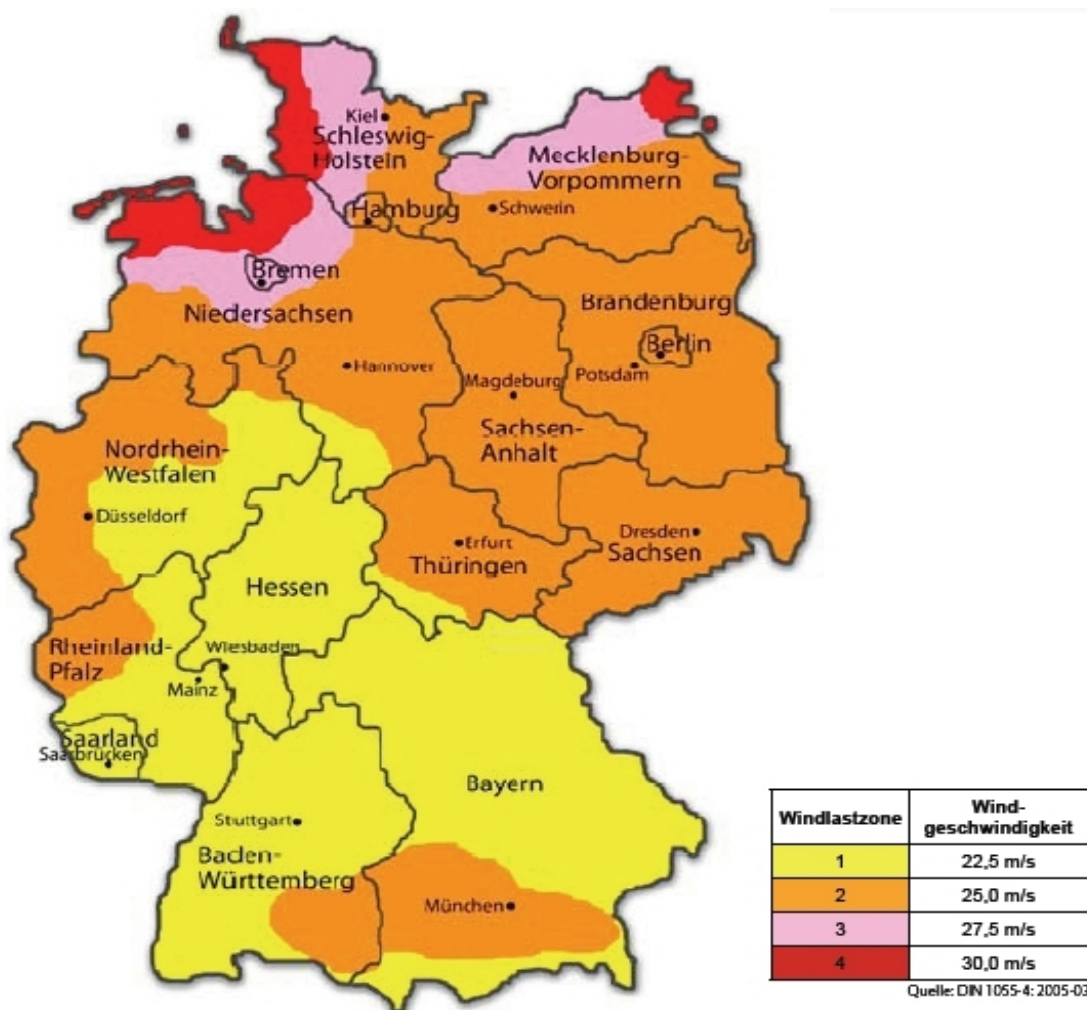 Kiel
Schleswig-
Holstein
Mecklenburg-
Vorpommern
Hamburg
Schwerin
Bremen
Niedersachsen
Brandenburg
Berlin
Hannover
Potsdam
Magdeburg
Sachsen-
Anhalt
Nordrhein-
Westfalen
Düsseldorf
Dresden
Sachsen
Erfurt
Thüringen
Hessen
Rheinland-
Pfalz
Wiesbaden
Mainz
Saarland
Saarbrücken
Bayern
Stuttgart
Baden-
Württemberg
München
Windlastzone
Wind-
geschwindigkeit
1 22,5 m/s
2 25,0 m/s
3 27,5 m/s
4 30,0 m/s
Quelle: DIN 1055-4: 2005-03